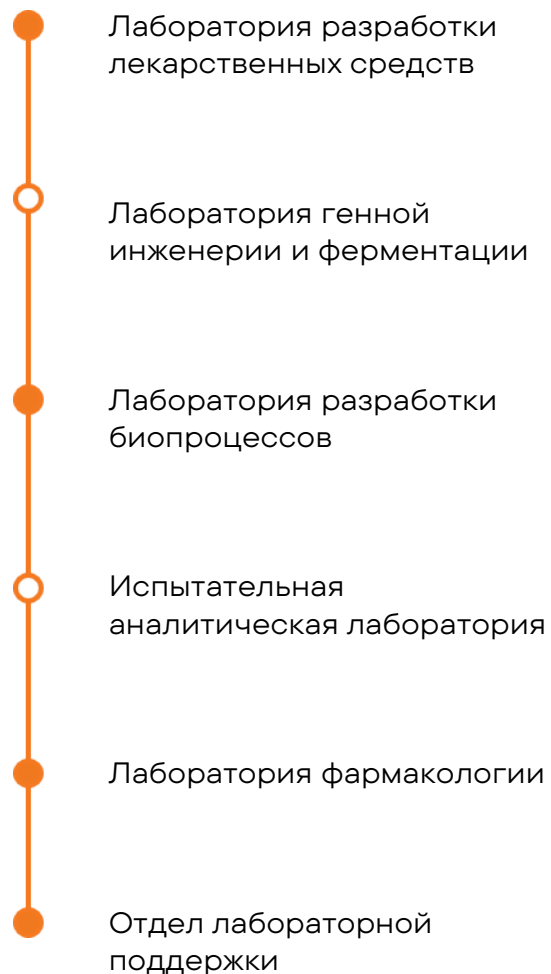 Лаборатория разработки
лекарственных средств
Лаборатория генной
инженерии и ферментации
Лаборатория разработки
биопроцессов
Испытательная
аналитическая лаборатория
Лаборатория фармакологии
Отдел лабораторной
поддержки